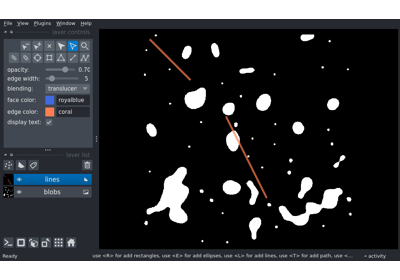 File View Plugins Window Help
layer controls
opacity: 0.70
edge width: 5
blending: translucen
face color: royalblue
edge color: coral
display text: ✓
layer list
lines
blobs
Ready use <R> for add rectangles, use <E> for add ellipses, use <L> for add lines, use <T> for add path, use <... activity